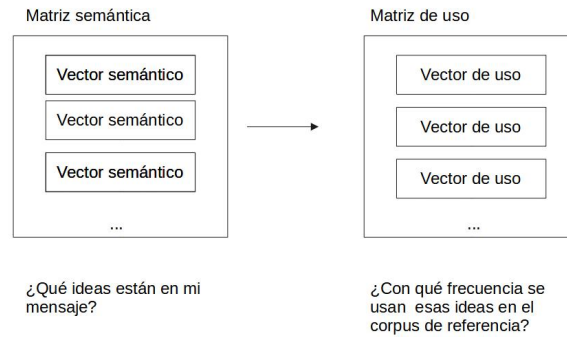 Matriz semántica
Vector semántico
Vector semántico
Vector semántico
...
¿Qué ideas están en mi
mensaje?
Matriz de uso
Vector de uso
Vector de uso
Vector de uso
...
¿Con qué frecuencia se
usan esas ideas en el
corpus de referencia?